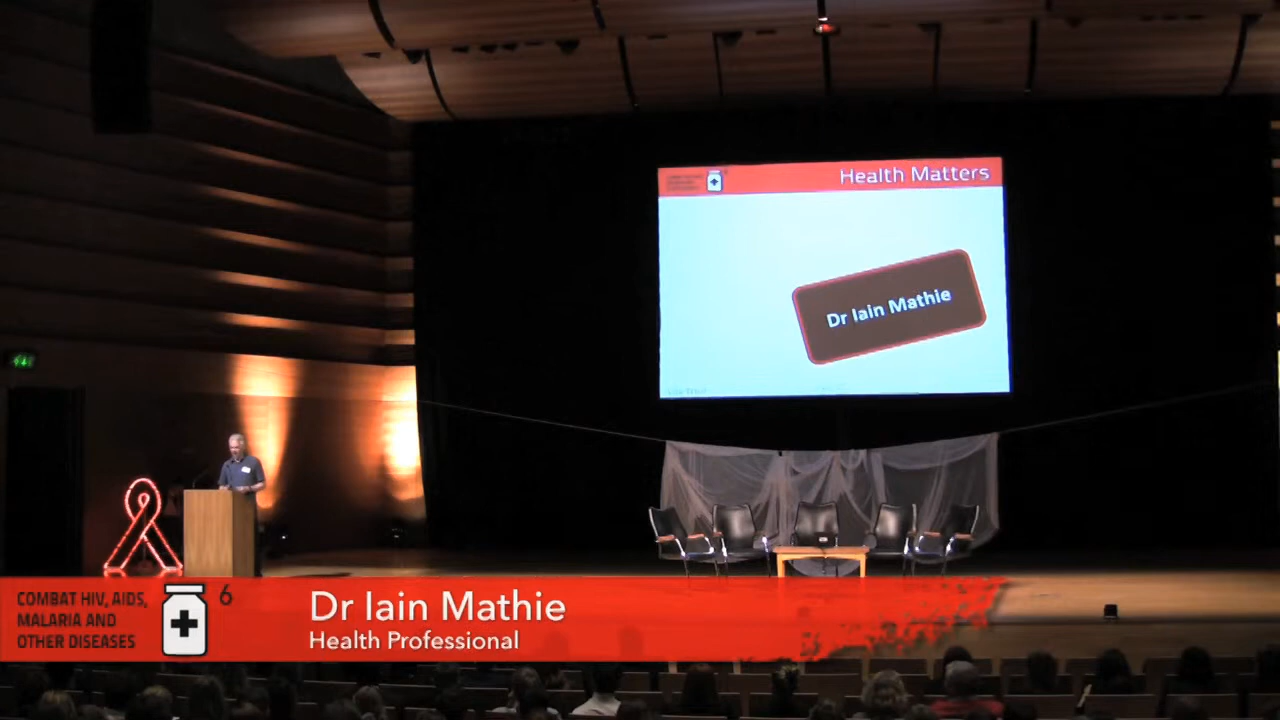 Health Matters
Dr Iain Mathie
COMBAT HIV, AIDS,
MALARIA AND
OTHER DISEASES
6
Dr Iain Mathie
Health Professional